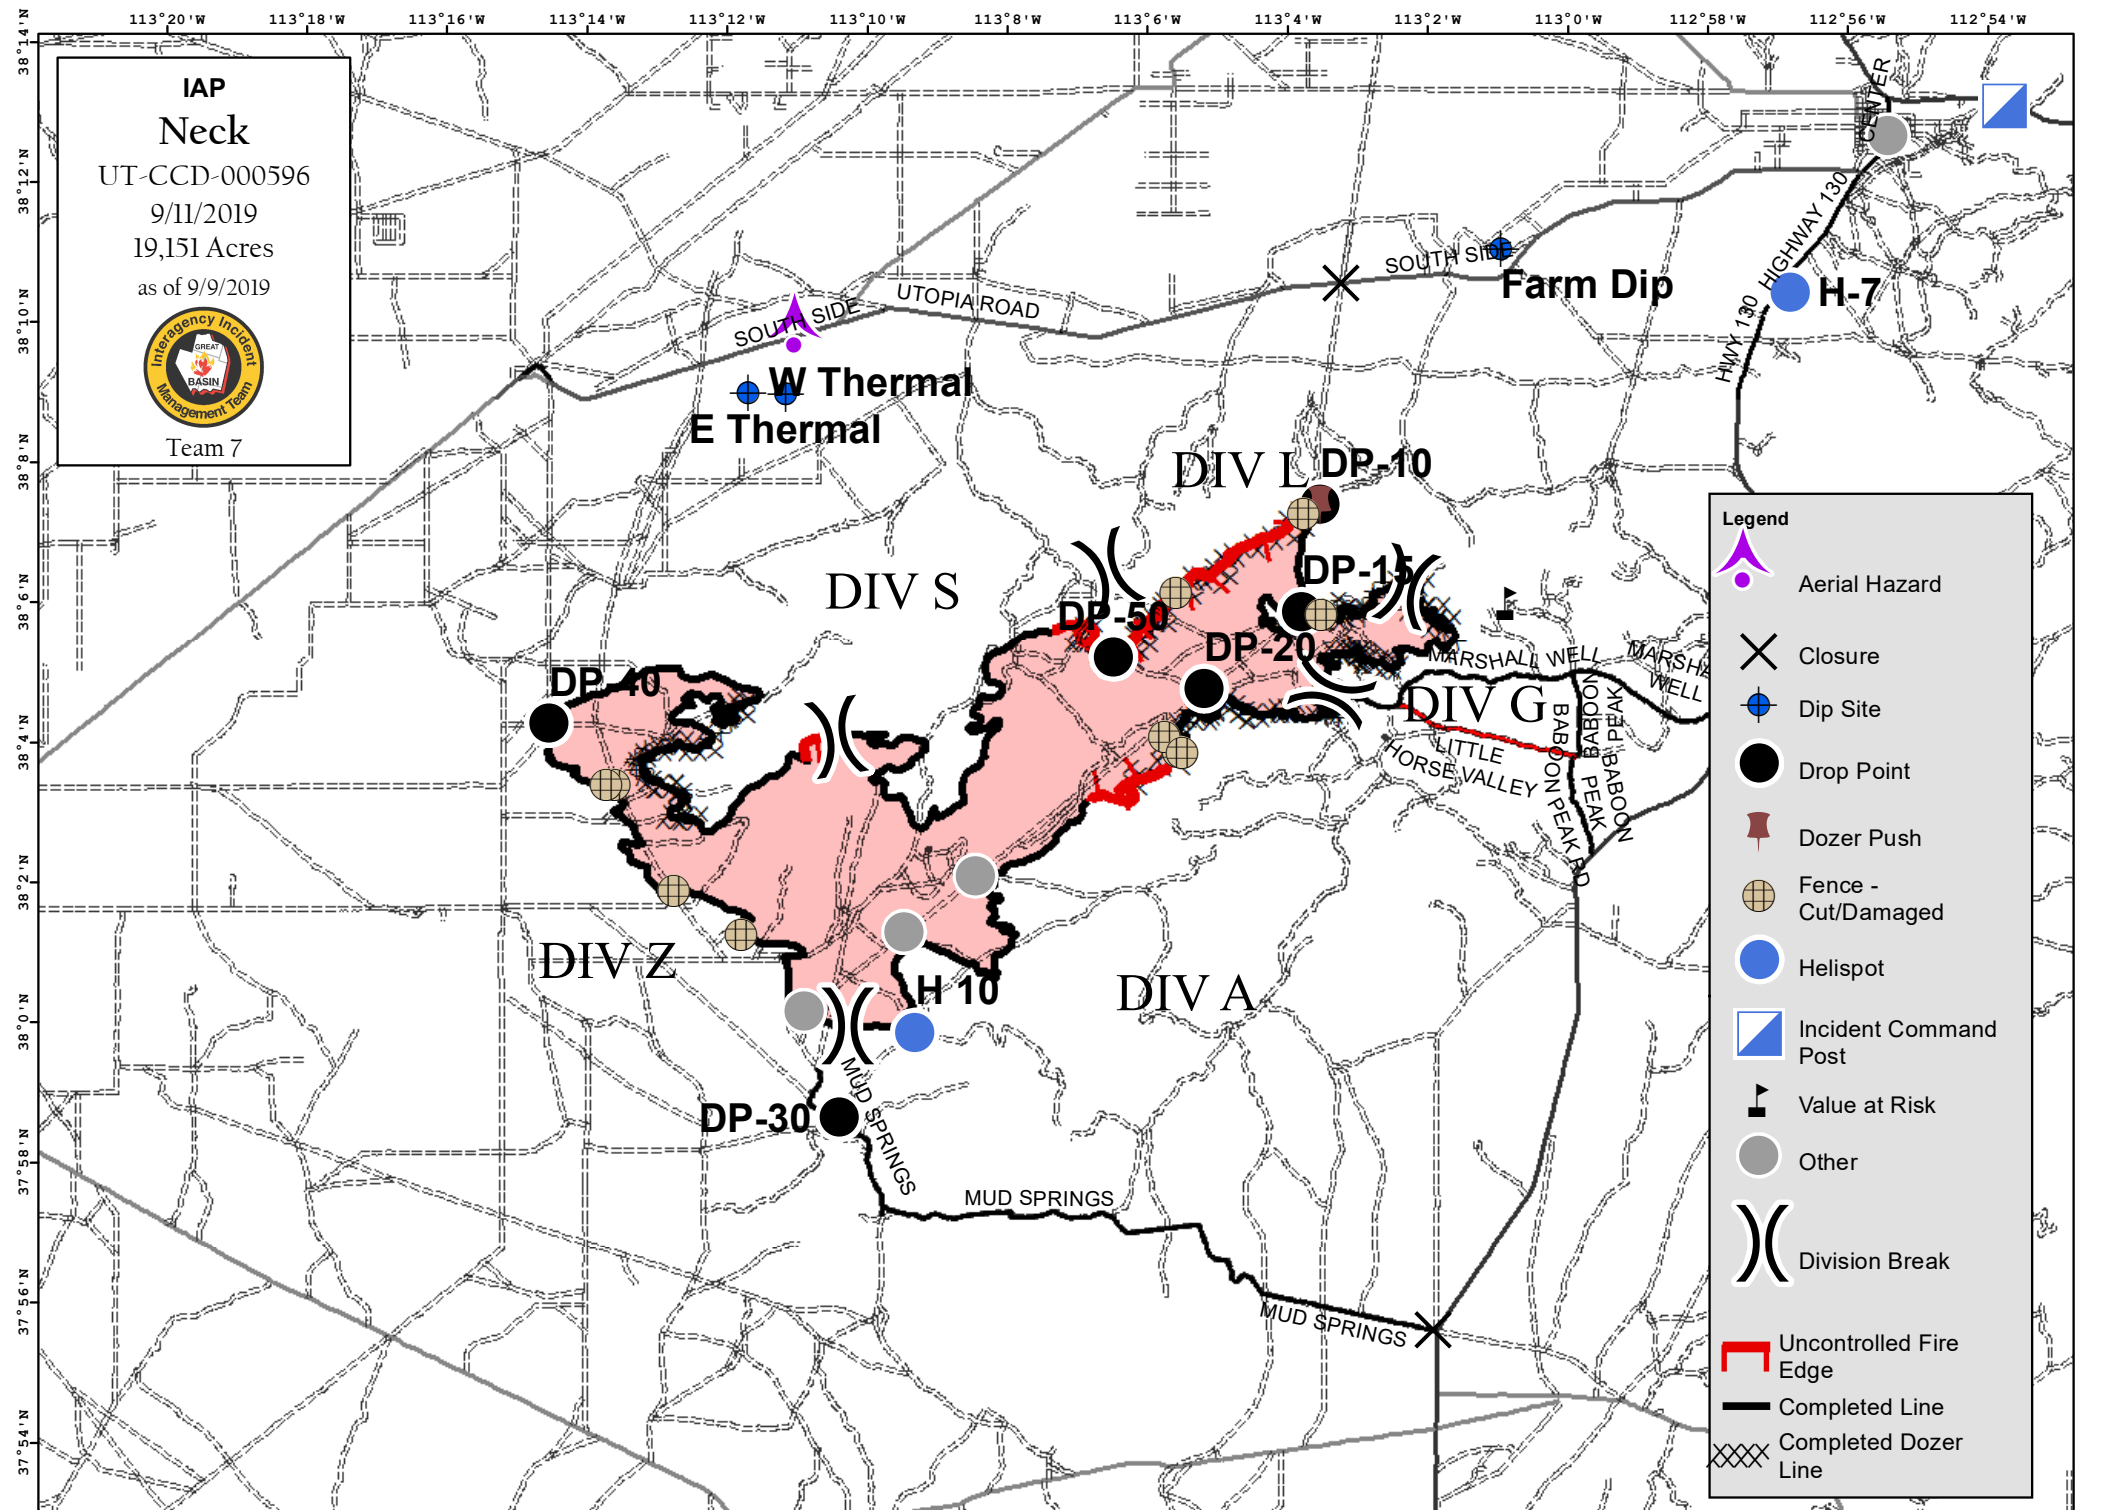 113°20'W 113°18'W 113°16'W 113°14'W 113°12'W 113°10'W 113°8'W 113°6'W 113°4'W 113°2'W 113°0'W 112°58'W 112°56'W 112°54'W
38°14'N
38°12'N
38°10'N
38°8'N
38°6'N
38°4'N
38°2'N
38°0'N
37°58'N
37°56'N
37°54'N
IAP
Neck
UT-CCD-000596
9/11/2019
19,151 Acres
as of 9/9/2019
Interagency Incident
GREAT
BASIN
Management Team
Team 7
CENTER
HIGHWAY 130
HWY 130
H-7
SOUTH SIDE
Farm Dip
UTOPIA ROAD
SOUTH SIDE
W Thermal
E Thermal
DIV L
DP-10
DIV S
DP-15
DP-50
DP-20
DP-40
MARSHALL WELL
MARSHA
WELL
DIV G
LITTLE
HORSE VALLEY
BABOON PEAK RD
BABOON
PEAK
BABOON
PEAK
DIV Z
H 10
DIV A
DP-30
MUD SPRINGS
MUD SPRINGS
MUD SPRINGS
Legend
Aerial Hazard
Closure
Dip Site
Drop Point
Dozer Push
Fence -
Cut/Damaged
Helispot
Incident Command
Post
Value at Risk
Other
Division Break
Uncontrolled Fire
Edge
Completed Line
Completed Dozer
Line